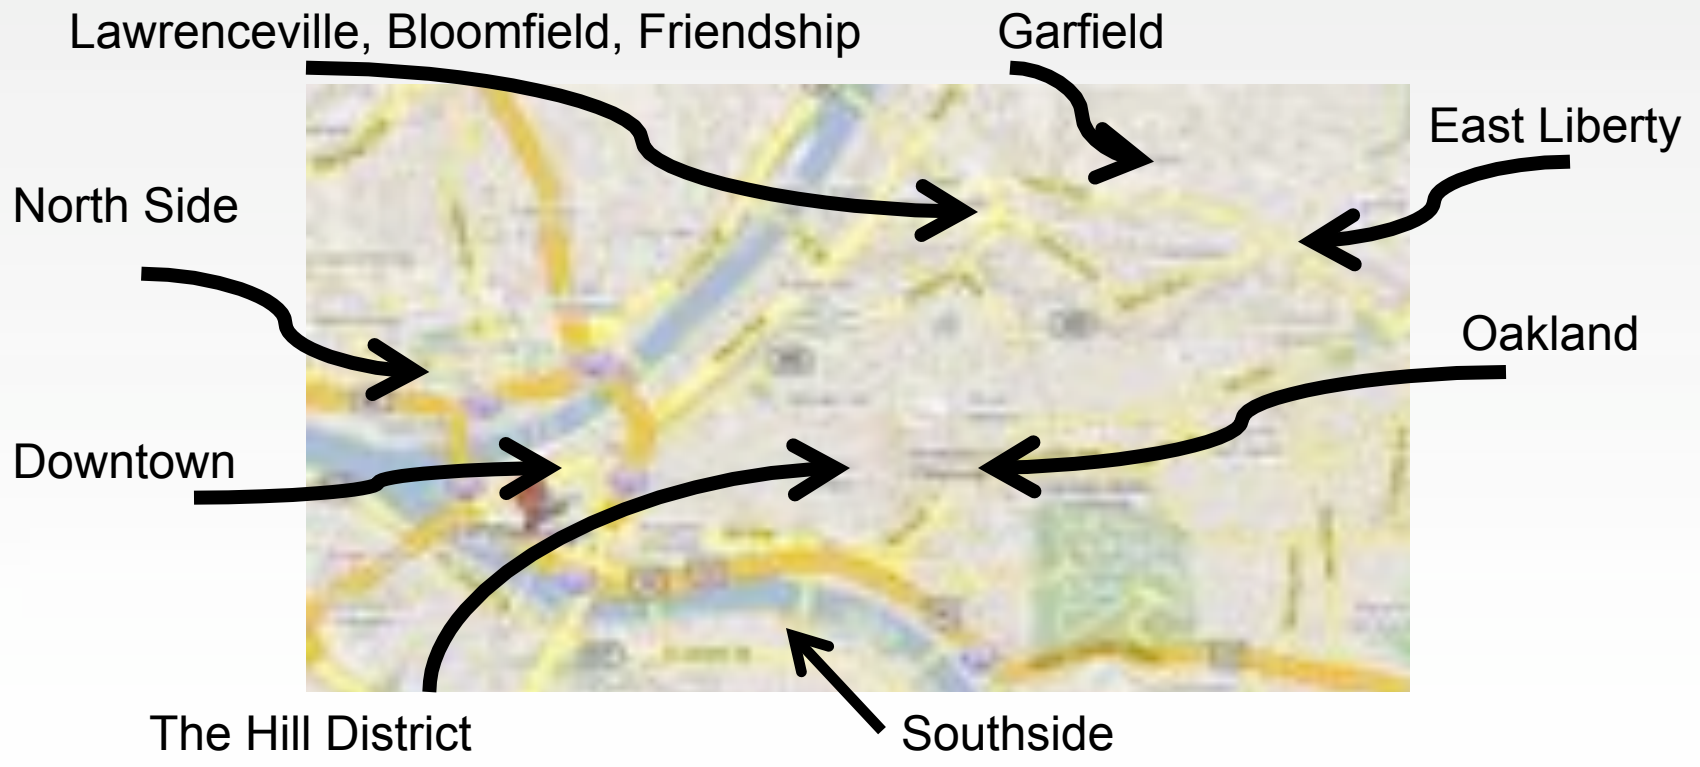 Lawrenceville, Bloomfield, Friendship
Garfield
East Liberty
North Side
Oakland
Downtown
The Hill District
Southside